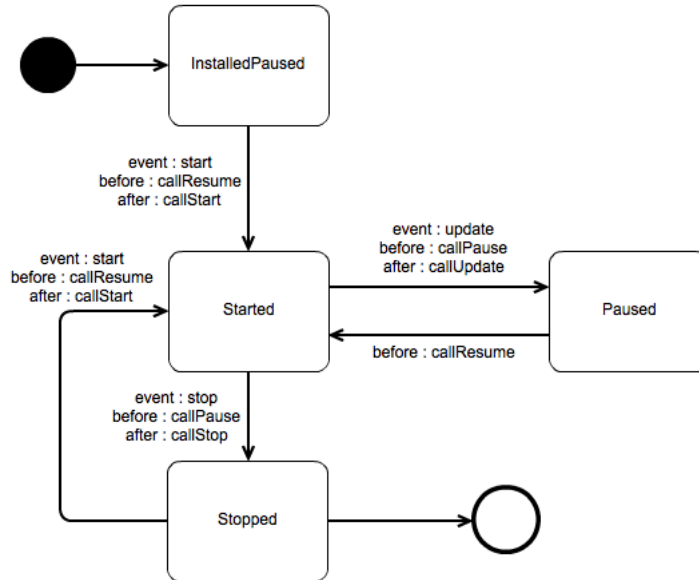 InstalledPaused
event : start
before : callResume
after : callStart
event : start
before : callResume
after : callStart
Started
event : update
before : callPause
after : callUpdate
Paused
before : callResume
event : stop
before : callPause
after : callStop
Stopped